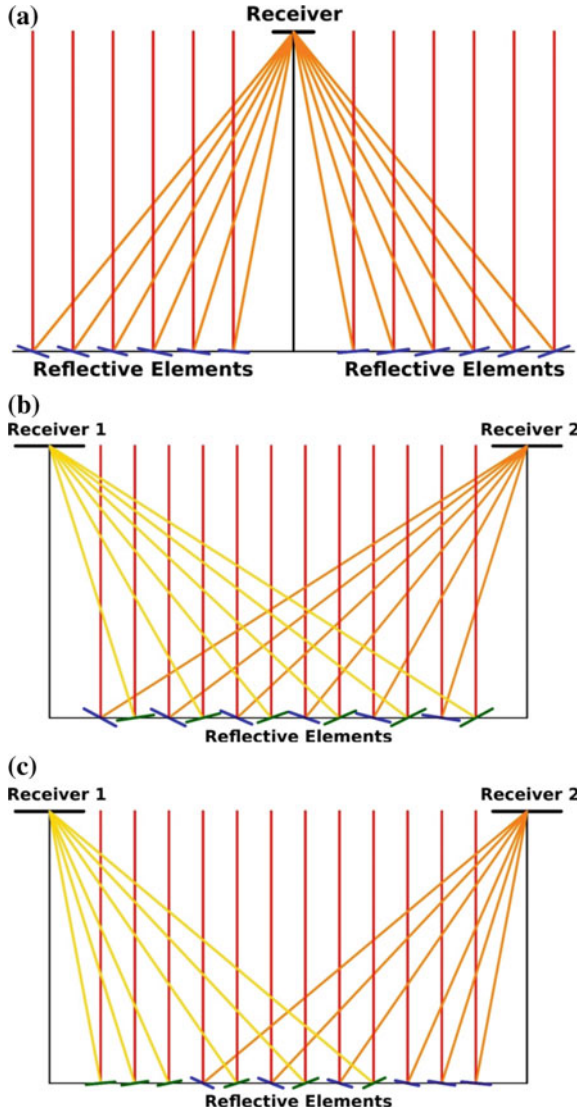 (a)
Receiver
Reflective Elements Reflective Elements
(b)
Receiver 1 Receiver 2
Reflective Elements
(c)
Receiver 1 Receiver 2
Reflective Elements